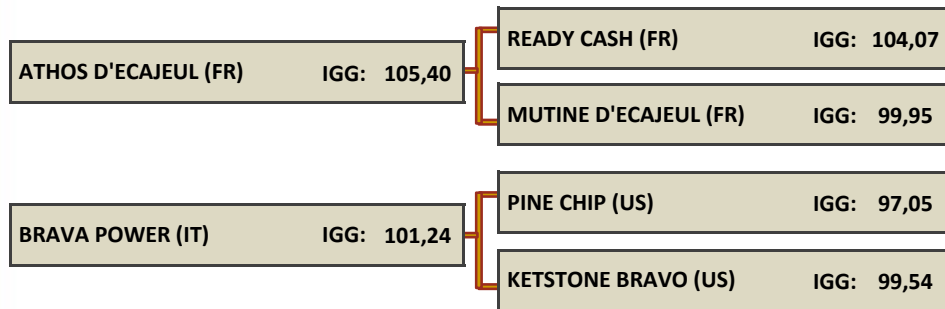 READY CASH (FR) IGG: 104,07
ATHOS D'ECAJEUL (FR) IGG: 105,40
MUTINE D'ECAJEUL (FR) IGG: 99,95
PINE CHIP (US) IGG: 97,05
BRAVA POWER (IT) IGG: 101,24
KETSTONE BRAVO (US) IGG: 99,54